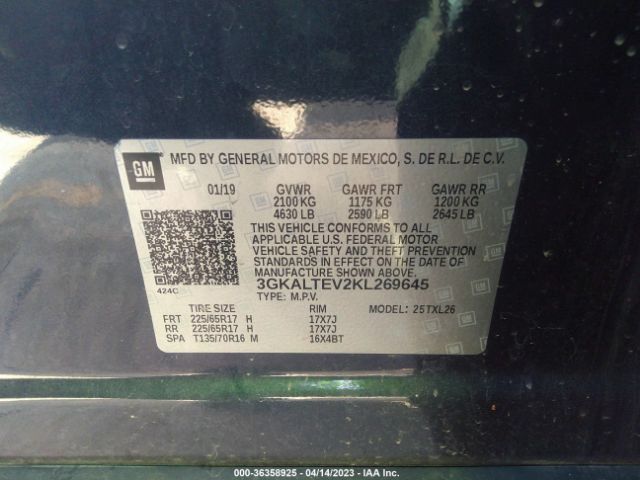 GM
MFD BY GENERAL MOTORS DE MEXICO, S. DE R.L. DE C.V.
01/19 GVWR GAWR FRT GAWR RR
2100 KG 1175 KG 1200 KG
4630 LB 2590 LB 2645 LB
THIS VEHICLE CONFORMS TO ALL
APPLICABLE U.S. FEDERAL MOTOR
VEHICLE SAFETY AND THEFT PREVENTION
STANDARDS IN EFFECT ON THE DATE OF
MANUFACTURE SHOWN ABOVE.
424C 3GKALTEV2KL269645
TYPE: M.P.V.
TIRE SIZE RIM MODEL: 25TXL26
FRT 225/65R17 H 17X7J
RR 225/65R17 H 17X7J
SPA T135/70R16 M 16X4BT
000-36358925 / 04/14/2023 - IAA Inc.